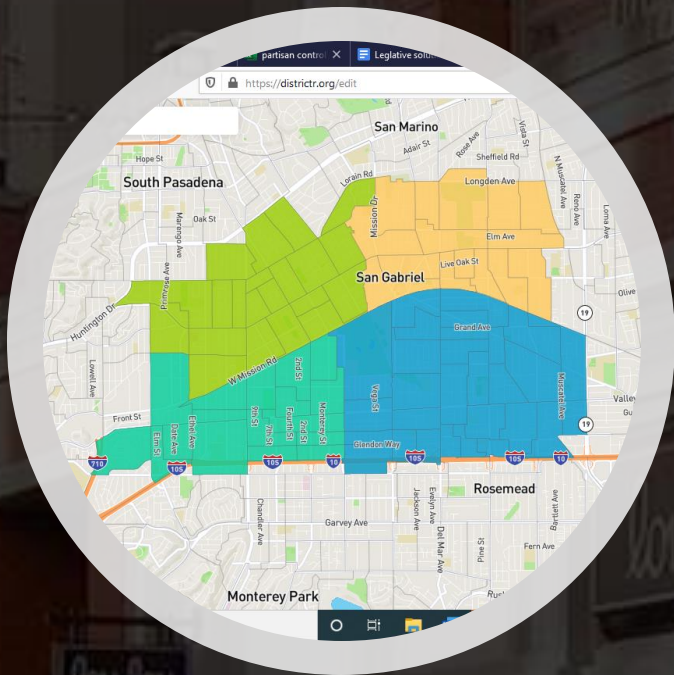 partisan contro
Leglative solu
https://districtr.org/edit
San Marino
Adair St
Rose Ave
Vista St
Sheffield Rd
Hope St
South Pasadena
Lorain Rd
Longden Ave
N Muscatel Ave
Reno Ave
Loma Ave
Marengo Ave
Oak St
Mission Dr
Elm Ave
Primrose Ave
Live Oak St
San Gabriel
Olive
19
Huntington Dr
Grand Ave
Lowell Ave
W Mission Rd
2nd St
Vega St
Muscatel Ave
Valley
Gu
Front St
Elm St
Date Ave
Ethel Ave
9th St
7th St
Fourth St
2nd St
Monterey St
19
Glendon Way
710
105
105
10
105
105
10
Rosemead
Chandler Ave
Garvey Ave
Jackson Ave
Evelyn Ave
Del Mar Ave
Pine St
Fern Ave
Bartlett Ave
Monterey Park